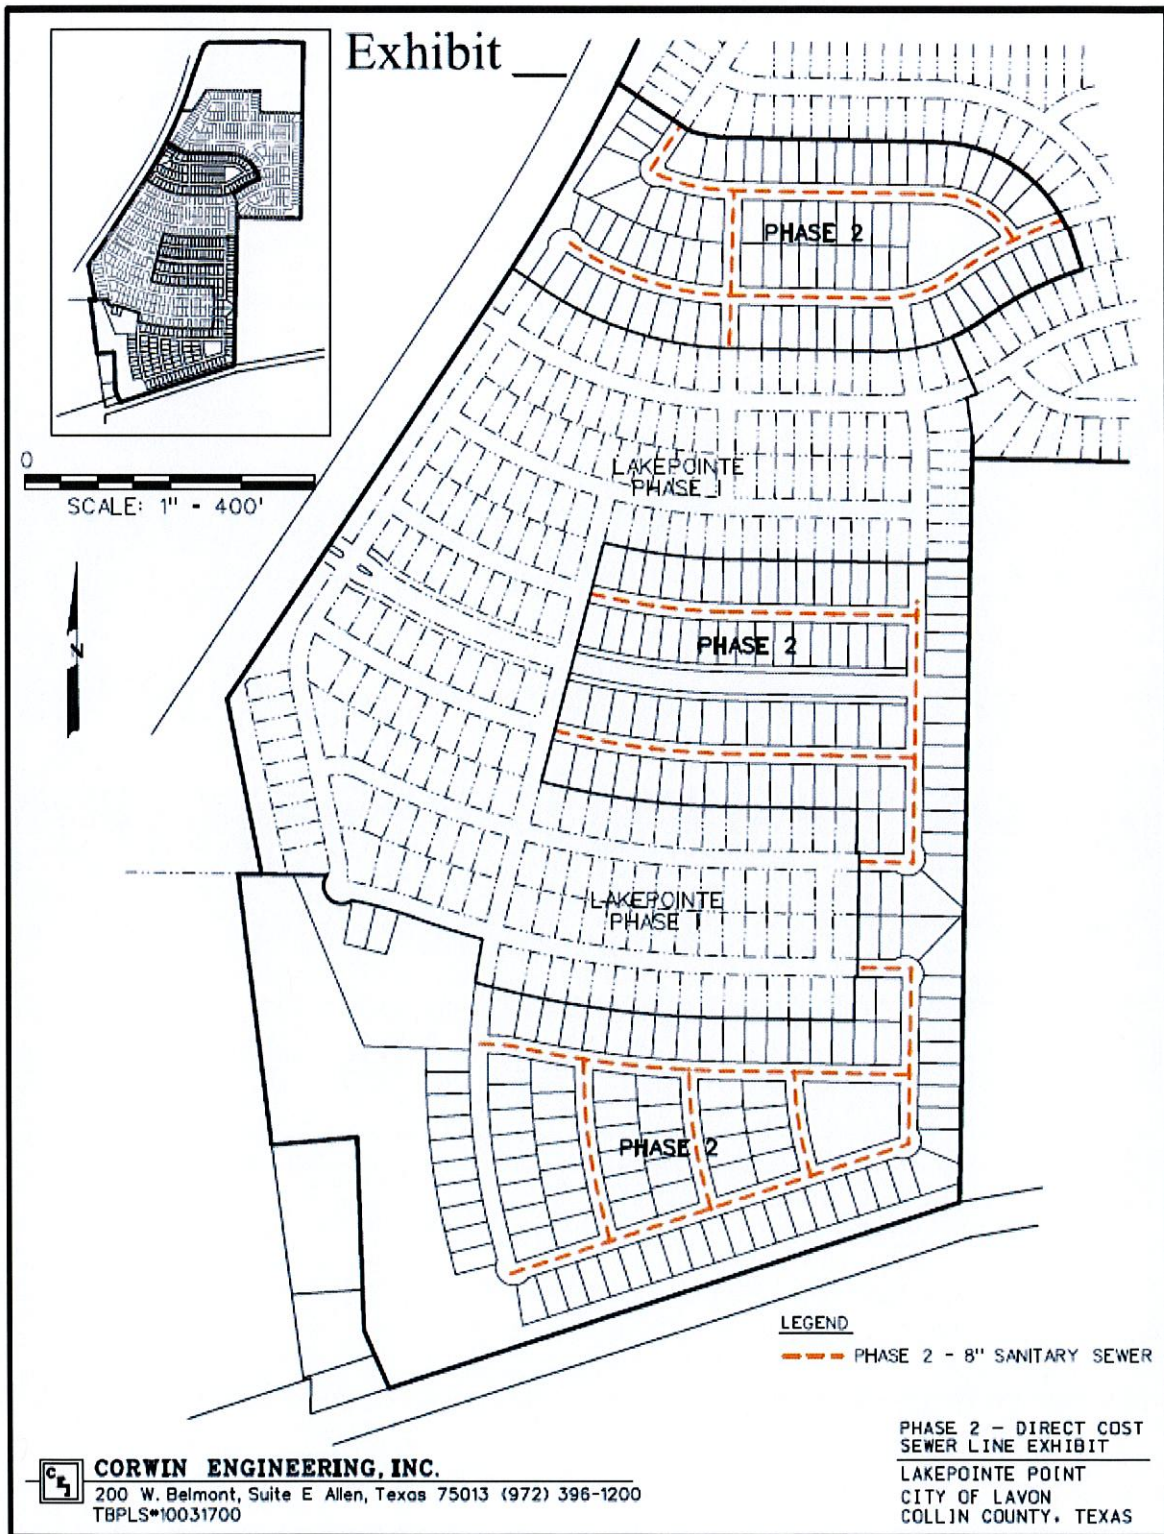 Exhibit __
0
SCALE: 1" - 400'
N
PHASE 2
LAKEPOINTE
PHASE I
PHASE 2
LAKEPOINTE
PHASE I
PHASE 2
LEGEND
PHASE 2 - 8" SANITARY SEWER
PHASE 2 - DIRECT COST
SEWER LINE EXHIBIT
LAKEPOINTE POINT
CITY OF LAVON
COLLIN COUNTY, TEXAS
CEI
CORWIN ENGINEERING, INC.
200 W. Belmont, Suite E Allen, Texas 75013 (972) 396-1200
TBPLS#10031700